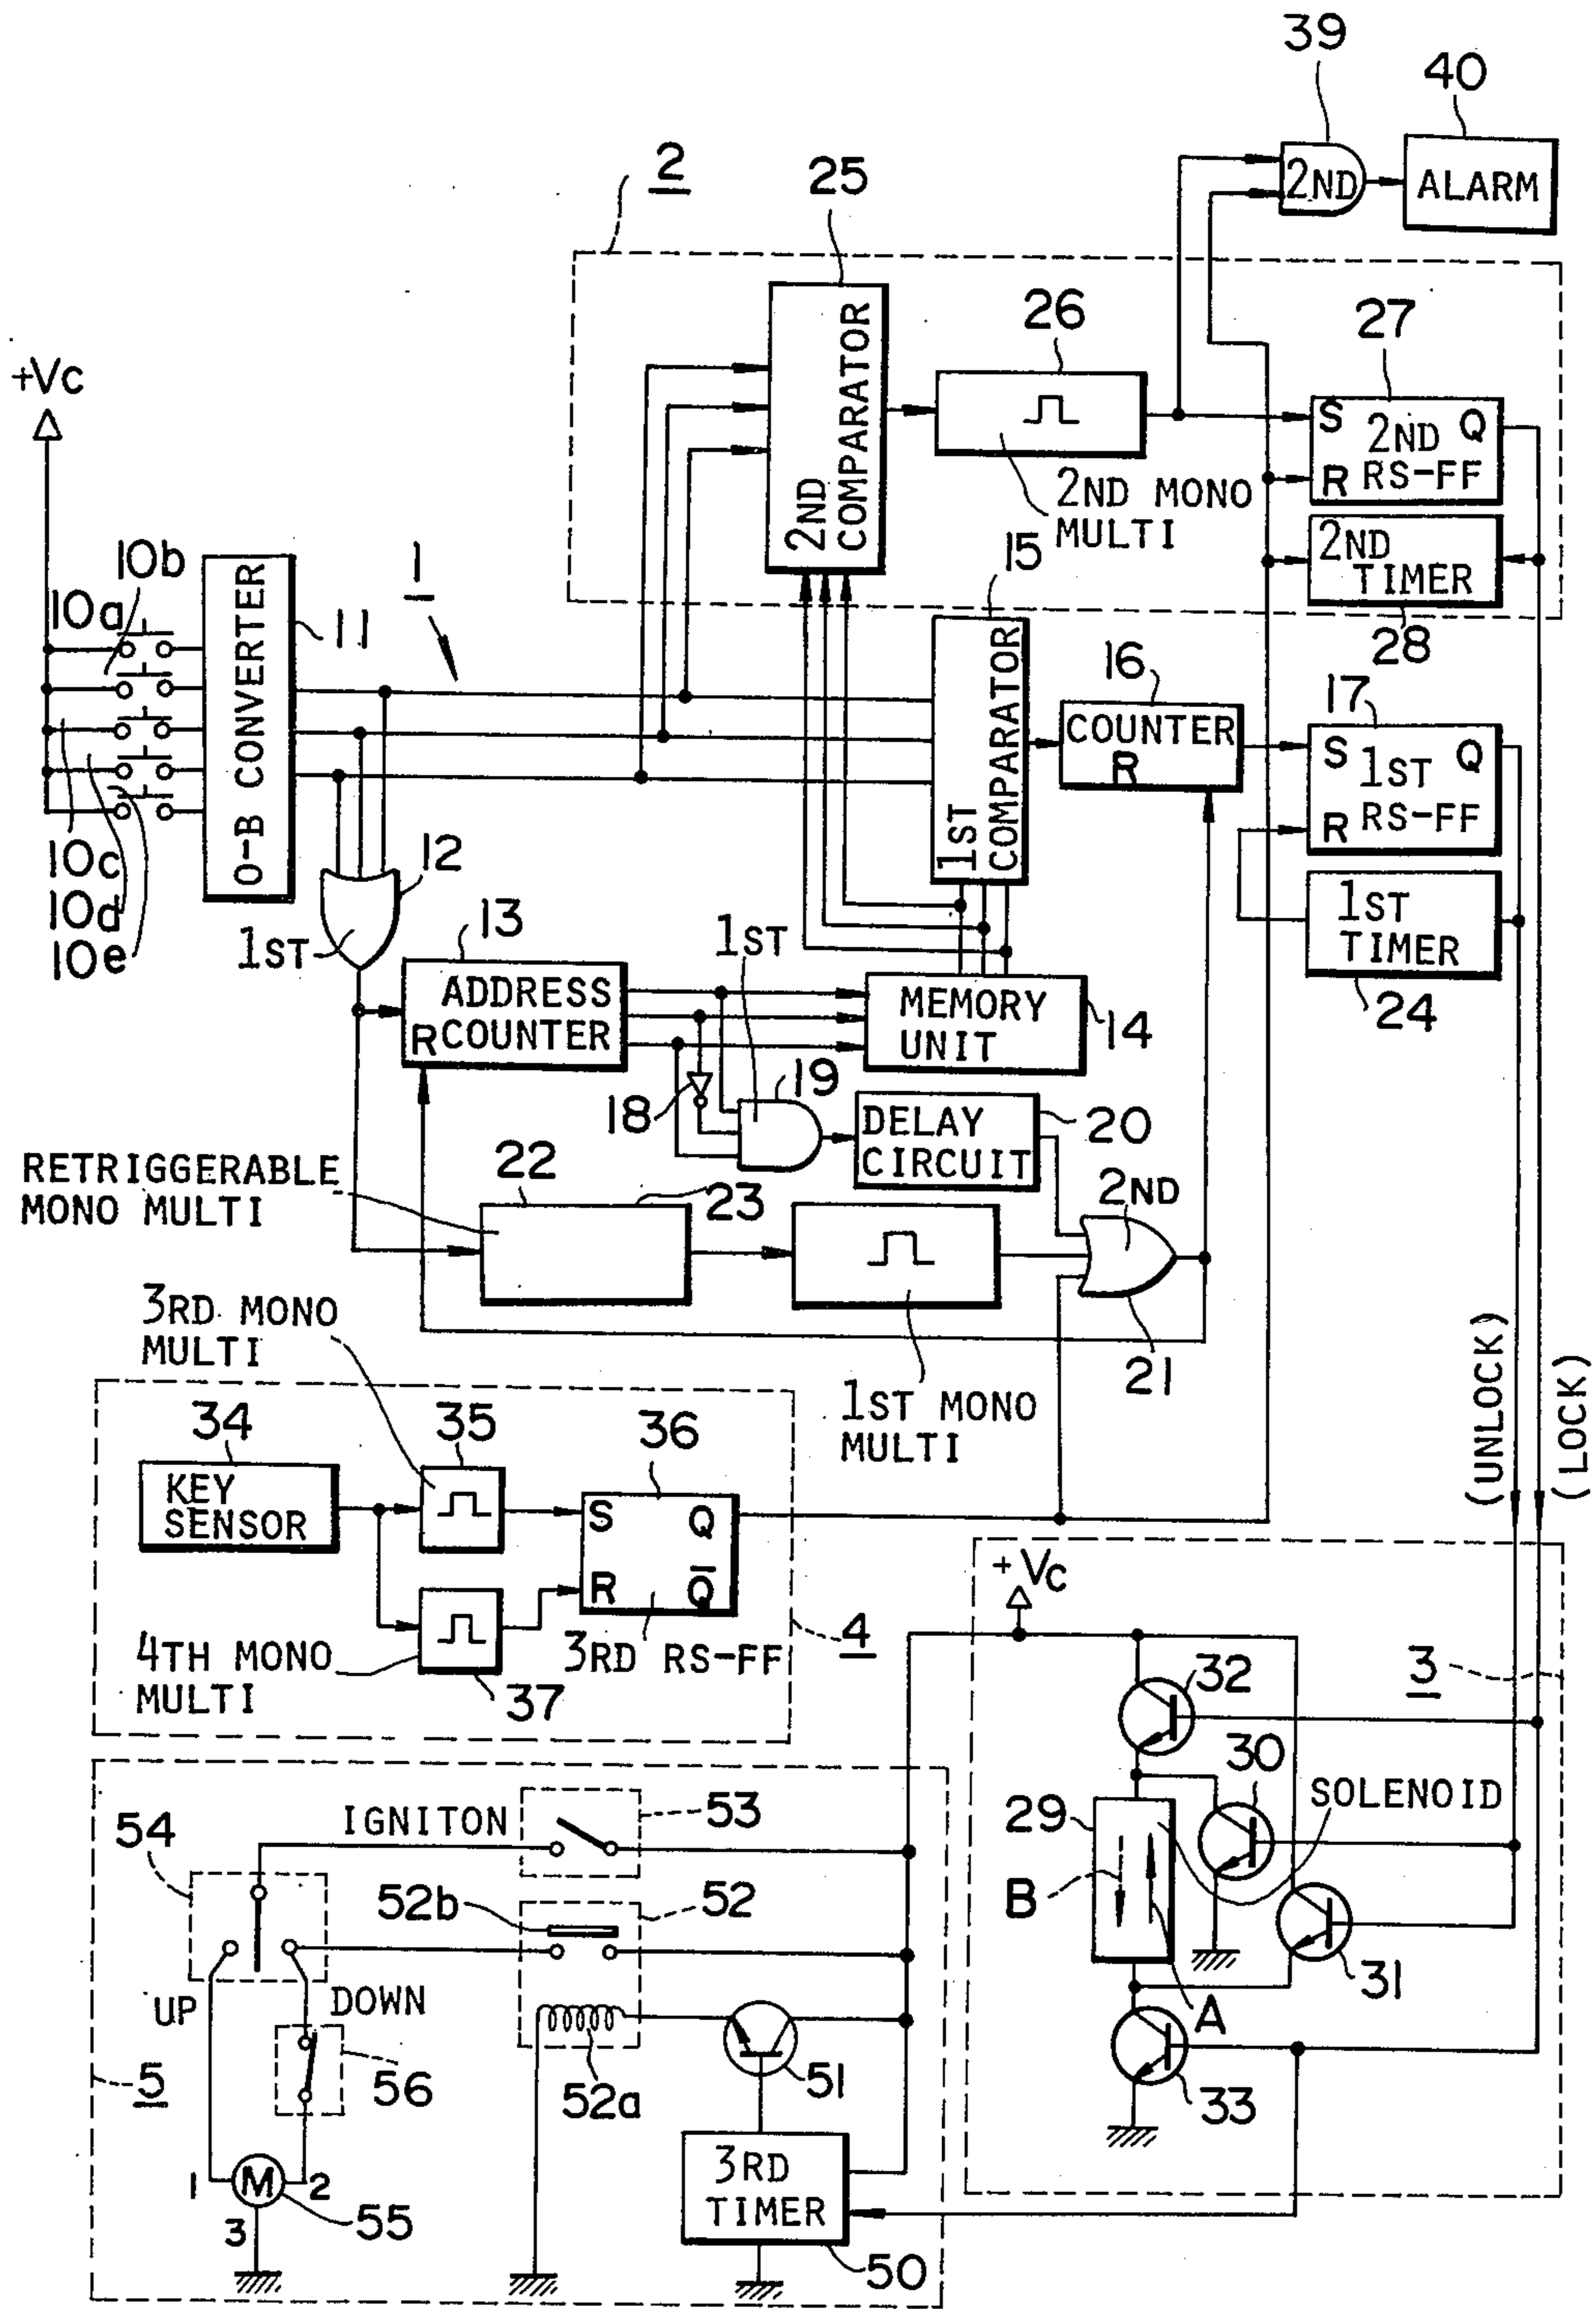 39
40
2ND
ALARM
2
25
26
27
+Vc
2ND
COMPARATOR
S
Q
2ND
RS-FF
R
2ND MONO
MULTI
15
2ND
TIMER
28
10b
10a
O-B CONVERTER
11
1
1ST
COMPARATOR
16
COUNTER
R
17
S
Q
1ST
RS-FF
R
10c
10d
10e
12
1ST
13
1ST
1ST
TIMER
24
ADDRESS
R COUNTER
MEMORY
UNIT
14
18
19
DELAY
CIRCUIT
20
RETRIGGERABLE
MONO MULTI
22
23
2ND
3RD MONO
MULTI
21
1ST MONO
MULTI
(UNLOCK)
(LOCK)
34
35
36
KEY
SENSOR
S
Q
R
Q̄
4TH MONO
MULTI
37
3RD RS-FF
4
+Vc
3
32
30
SOLENOID
29
B
A
31
33
54
IGNITON
53
52b
52
UP
DOWN
52a
51
5
56
1
M
2
55
3
3RD
TIMER
50